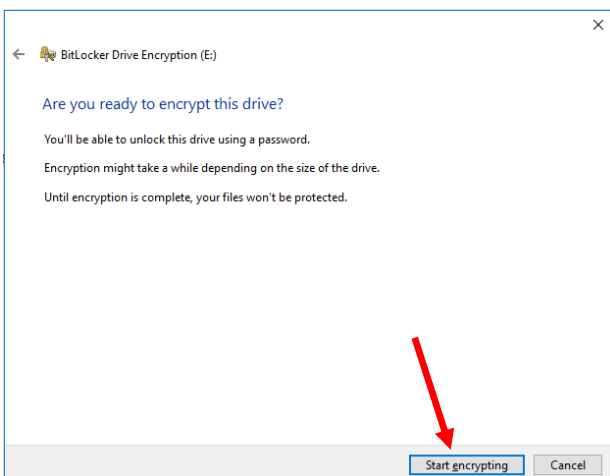 BitLocker Drive Encryption (E:)
Are you ready to encrypt this drive?
You'll be able to unlock this drive using a password.
Encryption might take a while depending on the size of the drive.
Until encryption is complete, your files won't be protected.
Start encrypting
Cancel